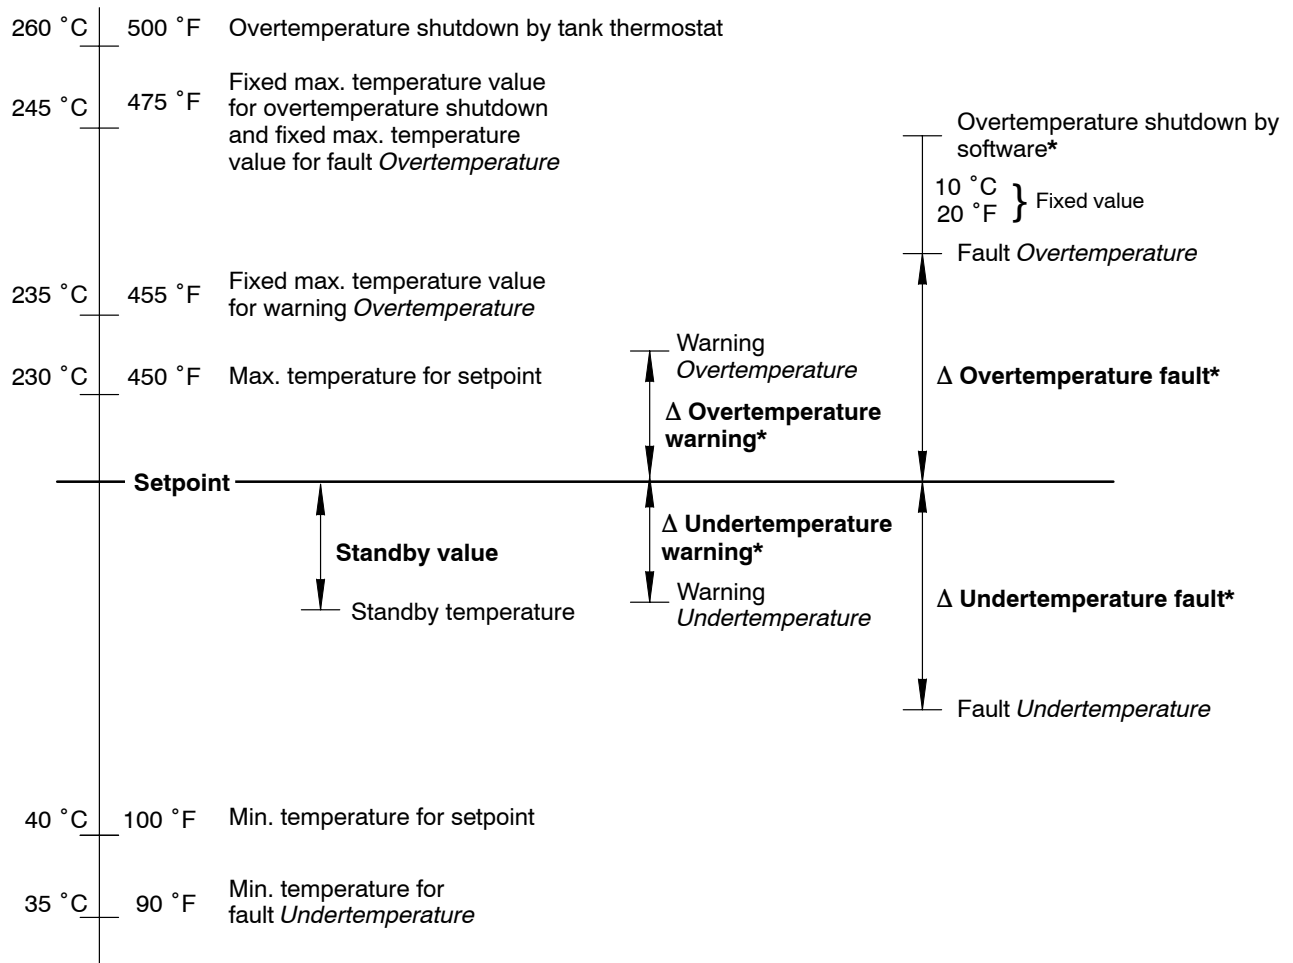 260 °C 500 °F Overtemperature shutdown by tank thermostat
245 °C 475 °F
Fixed max. temperature value
for overtemperature shutdown
and fixed max. temperature
value for fault Overtemperature
235 °C 455 °F
Fixed max. temperature value
for warning Overtemperature
230 °C 450 °F Max. temperature for setpoint
Setpoint
Standby value
Standby temperature
Warning
Overtemperature
Δ Overtemperature
warning*
Δ Undertemperature
warning*
Warning
Undertemperature
Overtemperature shutdown by
software*
10 °C
20 °F
} Fixed value
Fault Overtemperature
Δ Overtemperature fault*
Δ Undertemperature fault*
Fault Undertemperature
40 °C 100 °F Min. temperature for setpoint
35 °C 90 °F
Min. temperature for
fault Undertemperature